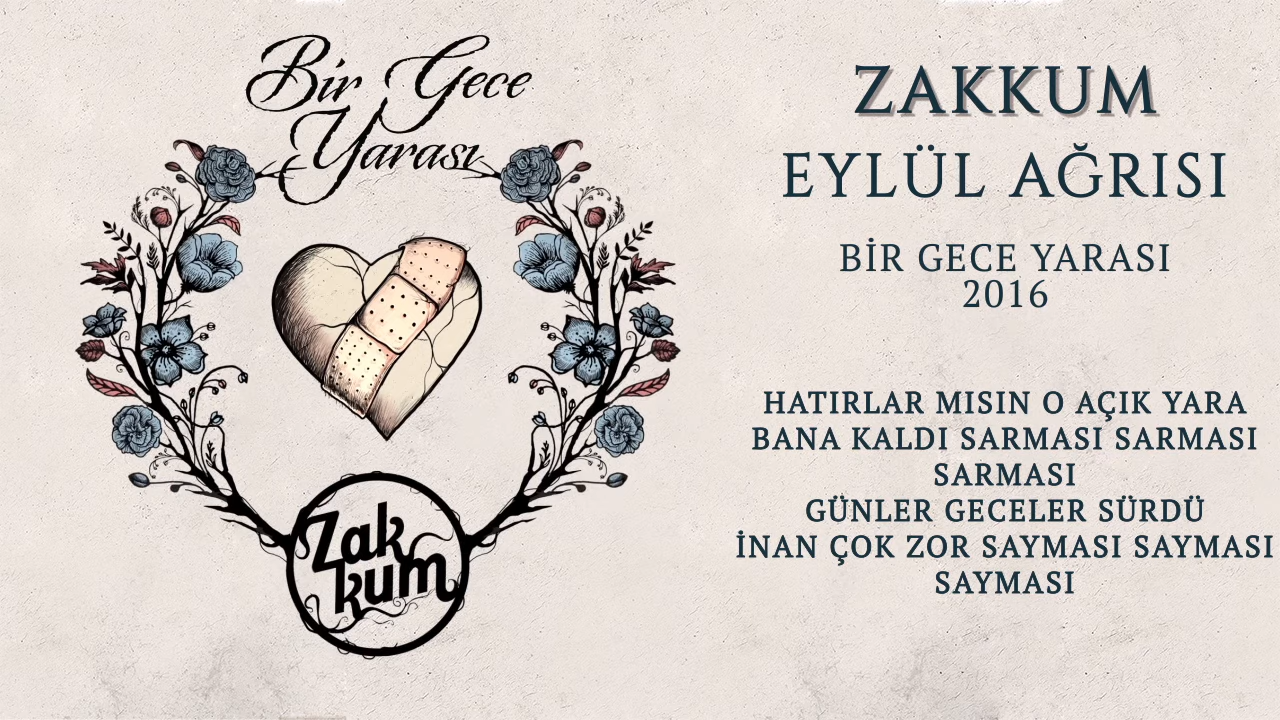 Bir Gece
Yarası
Zak
kum
ZAKKUM
EYLÜL AĞRISI
BİR GECE YARASI
2016
HATIRLAR MISIN O AÇIK YARA
BANA KALDI SARMASI SARMASI
SARMASI
GÜNLER GECELER SÜRDÜ
İNAN ÇOK ZOR SAYMASI SAYMASI
SAYMASI